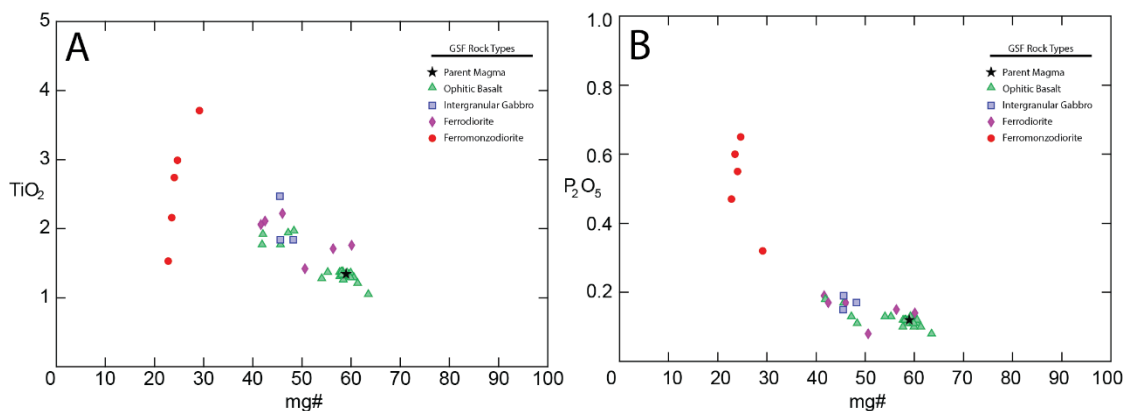 A
5
4
3
2
1
TiO2
0 10 20 30 40 50 60 70 80 90 100
mg#
GSF Rock Types
Parent Magma
Ophitic Basalt
Intergranular Gabbro
Ferrodiorite
Ferromonzodiorite
B
1.0
0.8
0.6
0.4
0.2
P2O5
0 10 20 30 40 50 60 70 80 90 100
mg#
GSF Rock Types
Parent Magma
Ophitic Basalt
Intergranular Gabbro
Ferrodiorite
Ferromonzodiorite